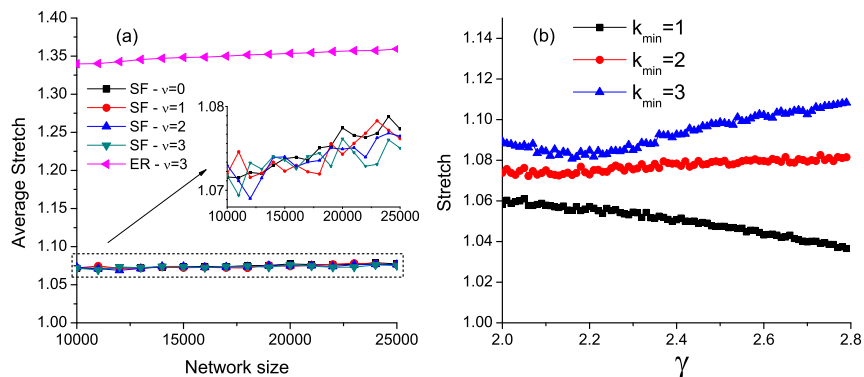 (a)
Average Stretch
1.40
1.35
1.30
1.25
1.20
1.15
1.10
1.05
1.00
SF - ν=0
SF - ν=1
SF - ν=2
SF - ν=3
ER - ν=3
1.08
1.07
10000
15000
20000
25000
10000
15000
20000
25000
Network size
(b)
Stretch
1.14
1.12
1.10
1.08
1.06
1.04
1.02
1.00
kmin=1
kmin=2
kmin=3
2.0
2.2
2.4
2.6
2.8
γ